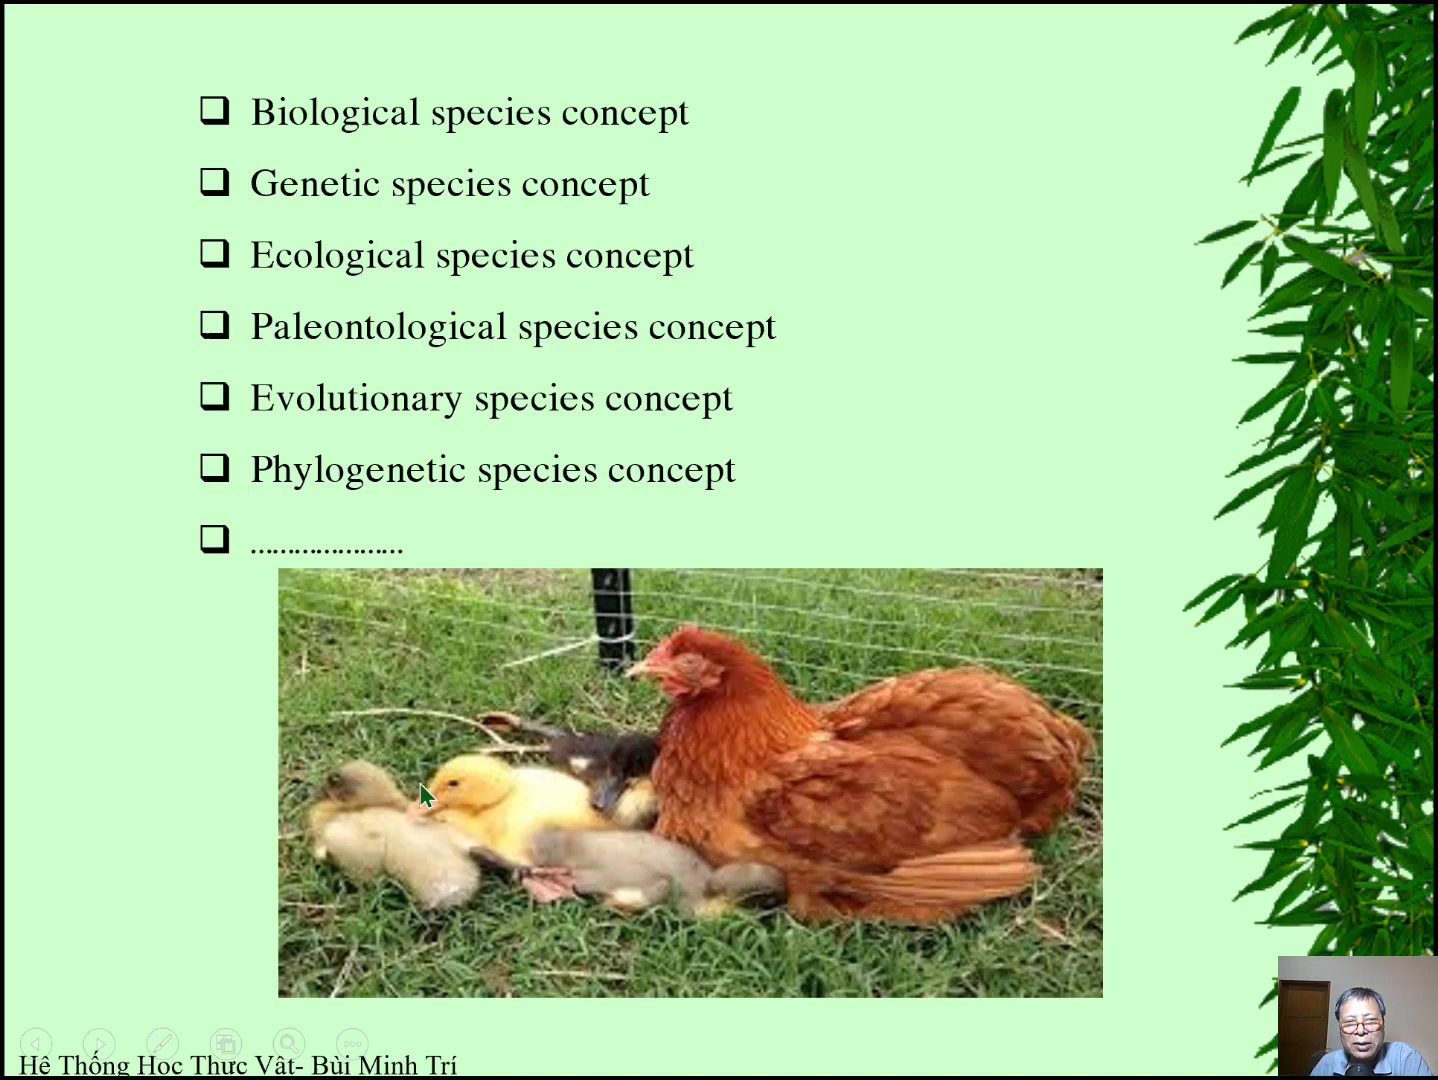 Biological species concept
Genetic species concept
Ecological species concept
Paleontological species concept
Evolutionary species concept
Phylogenetic species concept
.....................
Hệ Thống Học Thực Vật- Bùi Minh Trí